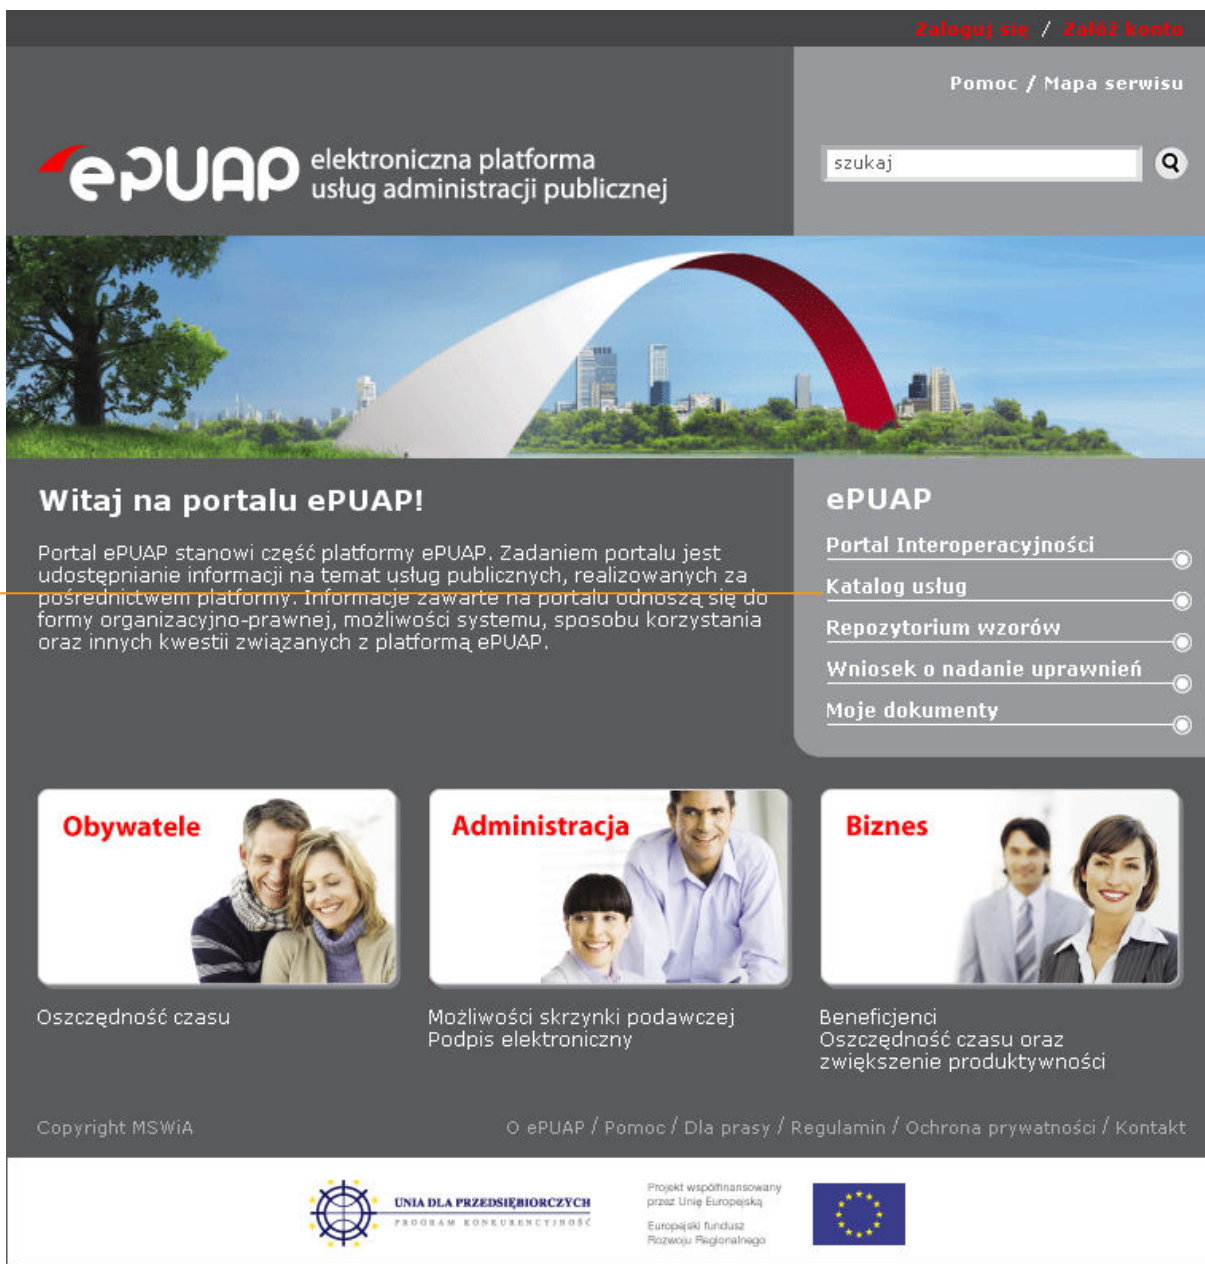 Zaloguj się / Załóż konto
Pomoc / Mapa serwisu
ePUAP elektroniczna platforma
usług administracji publicznej
szukaj
Witaj na portalu ePUAP!
Portal ePUAP stanowi część platformy ePUAP. Zadaniem portalu jest
udostępnianie informacji na temat usług publicznych, realizowanych za
pośrednictwem platformy. Informacje zawarte na portalu odnoszą się do
formy organizacyjno-prawnej, możliwości systemu, sposobu korzystania
oraz innych kwestii związanych z platformą ePUAP.
ePUAP
Portal Interoperacyjności
Katalog usług
Repozytorium wzorów
Wniosek o nadanie uprawnień
Moje dokumenty
Obywatele
Oszczędność czasu
Administracja
Możliwości skrzynki podawczej
Podpis elektroniczny
Biznes
Beneficjenci
Oszczędność czasu oraz
zwiększenie produktywności
Copyright MSWiA
O ePUAP / Pomoc / Dla prasy / Regulamin / Ochrona prywatności / Kontakt
UNIA DLA PRZEDSIĘBIORCZYCH
PROGRAM KONKURENCYJNOŚĆ
Projekt współfinansowany
przez Unię Europejską
Europejski fundusz
Rozwoju Regionalnego